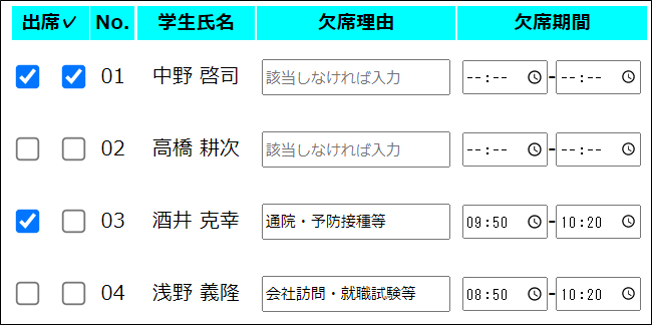 出席✓ No. 学生氏名 欠席理由 欠席期間
01 中野 啓司 該当しなければ入力 --:-- - --:--
02 高橋 耕次 該当しなければ入力 --:-- - --:--
03 酒井 克幸 通院・予防接種等 09:50 - 10:20
04 浅野 義隆 会社訪問・就職試験等 08:50 - 10:20